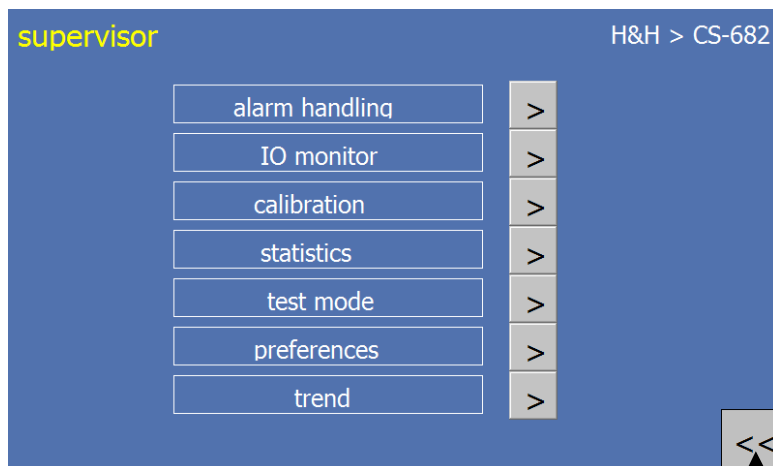 supervisor
H&H > CS-682
alarm handling >
IO monitor >
calibration >
statistics >
test mode >
preferences >
trend >
<<